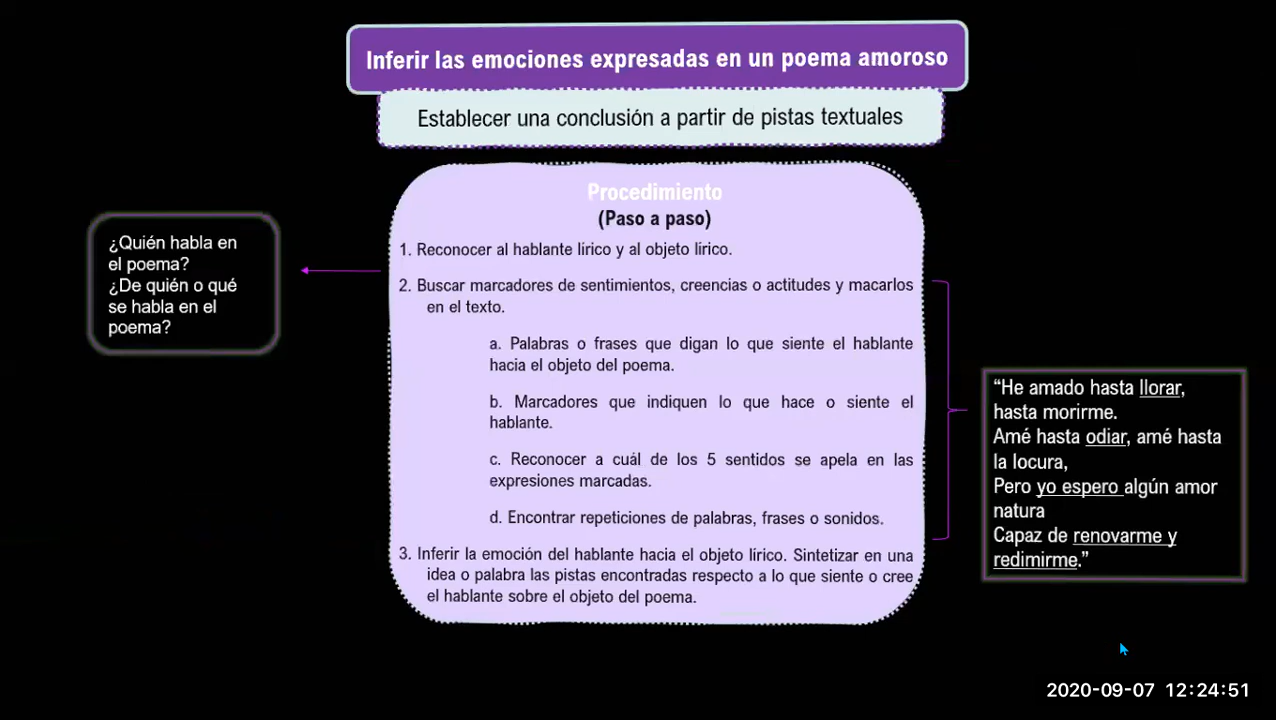 Inferir las emociones expresadas en un poema amoroso
Establecer una conclusión a partir de pistas textuales
Procedimiento
(Paso a paso)
1. Reconocer al hablante lirico y al objeto lirico.
2. Buscar marcadores de sentimientos, creencias o actitudes y macarlos
en el texto.
a. Palabras o frases que digan lo que siente el hablante
hacia el objeto del poema.
b. Marcadores que indiquen lo que hace o siente el
hablante.
c. Reconocer a cuál de los 5 sentidos se apela en las
expresiones marcadas.
d. Encontrar repeticiones de palabras, frases o sonidos.
3. Inferir la emoción del hablante hacia el objeto lírico. Sintetizar en una
idea o palabra las pistas encontradas respecto a lo que siente o cree
el hablante sobre el objeto del poema.
¿Quién habla en
el poema?
¿De quién o qué
se habla en el
poema?
“He amado hasta llorar,
hasta morirme.
Amé hasta odiar, amé hasta
la locura,
Pero yo espero algún amor
natura
Capaz de renovarme y
redimirme.”
2020-09-07 12:24:51